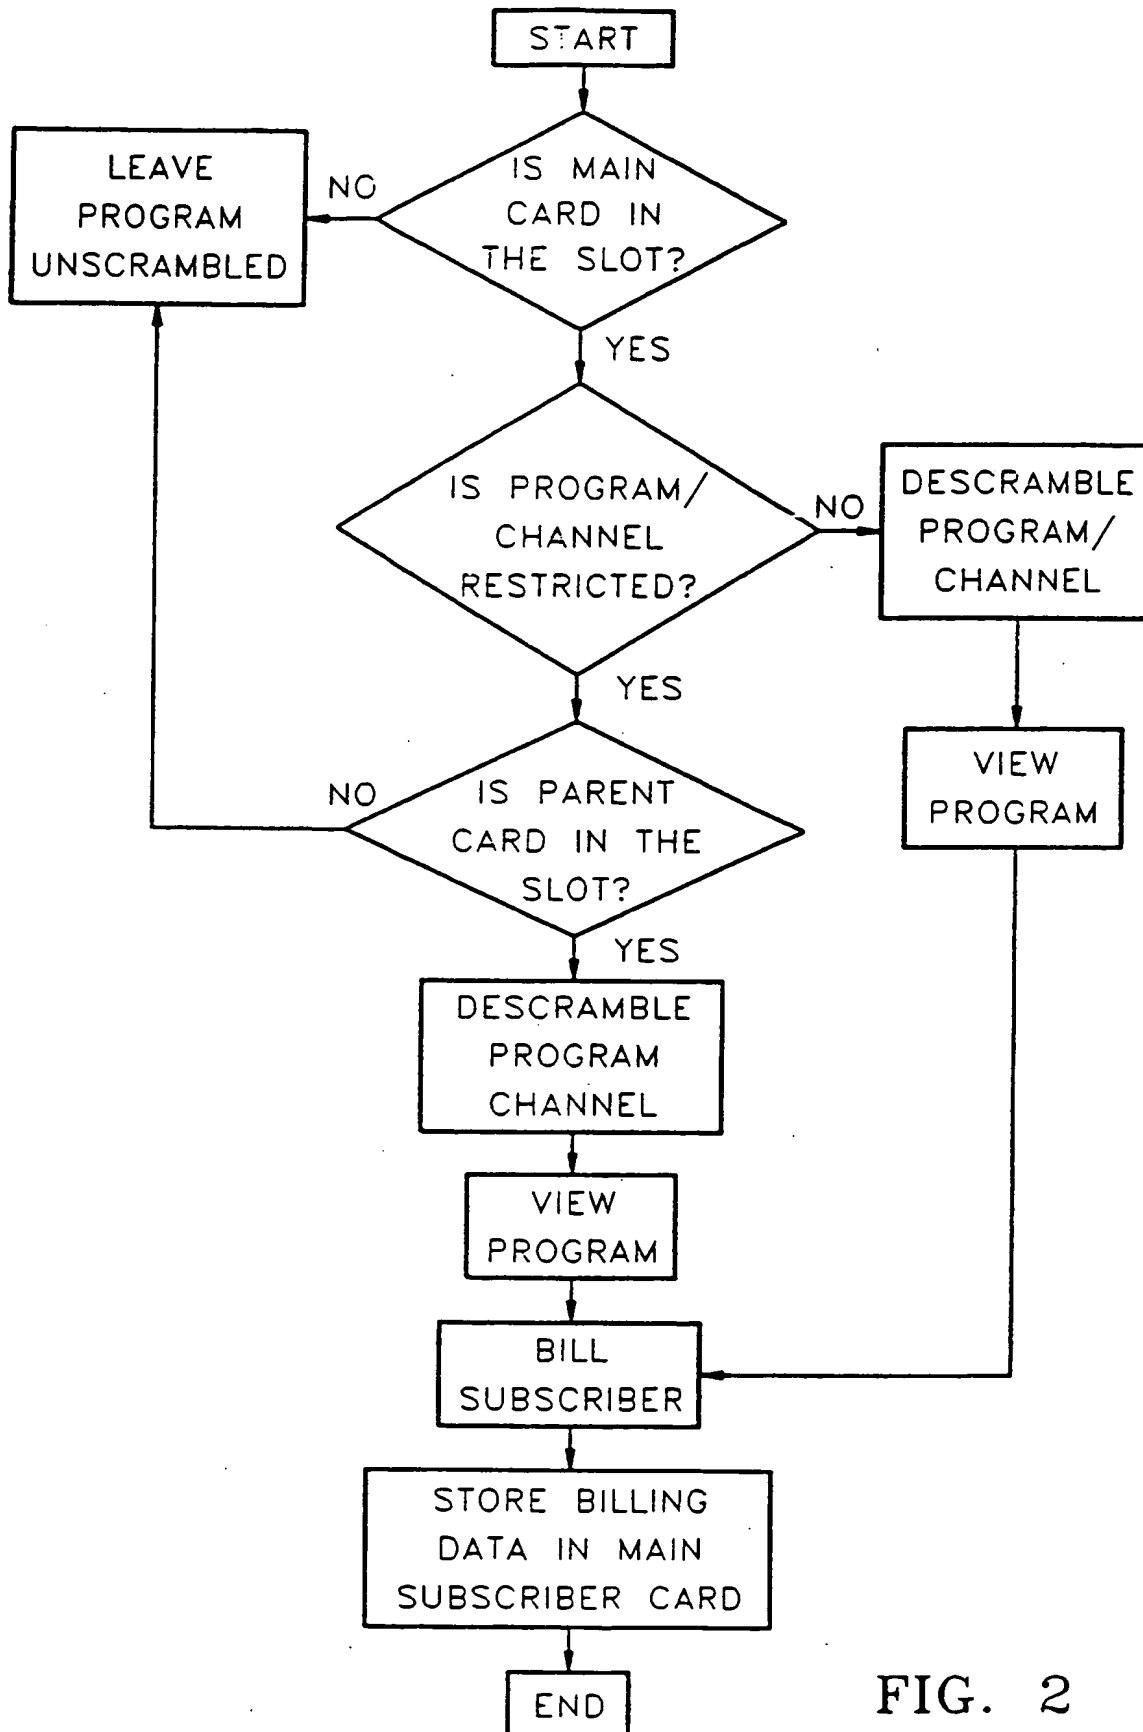 START
IS MAIN
CARD IN
THE SLOT?
NO
LEAVE
PROGRAM
UNSCRAMBLED
YES
IS PROGRAM/
CHANNEL
RESTRICTED?
NO
DESCRAMBLE
PROGRAM/
CHANNEL
VIEW
PROGRAM
YES
IS PARENT
CARD IN THE
SLOT?
NO
YES
DESCRAMBLE
PROGRAM
CHANNEL
VIEW
PROGRAM
BILL
SUBSCRIBER
STORE BILLING
DATA IN MAIN
SUBSCRIBER CARD
END
FIG. 2